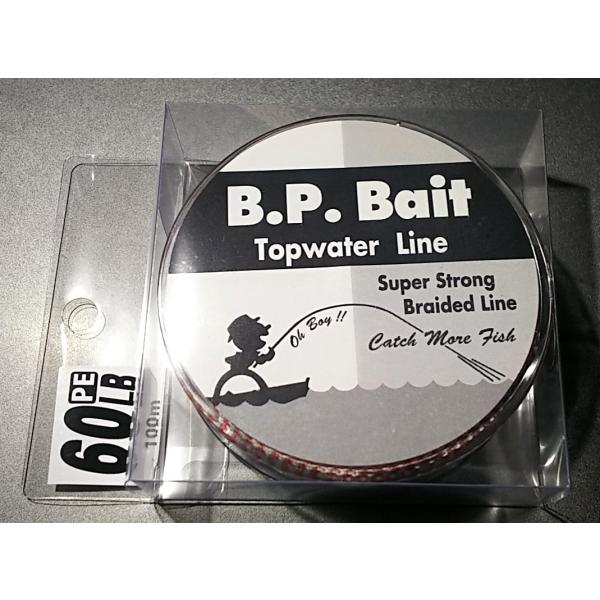 B.P. Bait
Topwater Line
Super Strong
Braided Line
Oh Boy !!
Catch More Fish
60 PE
LB
100m